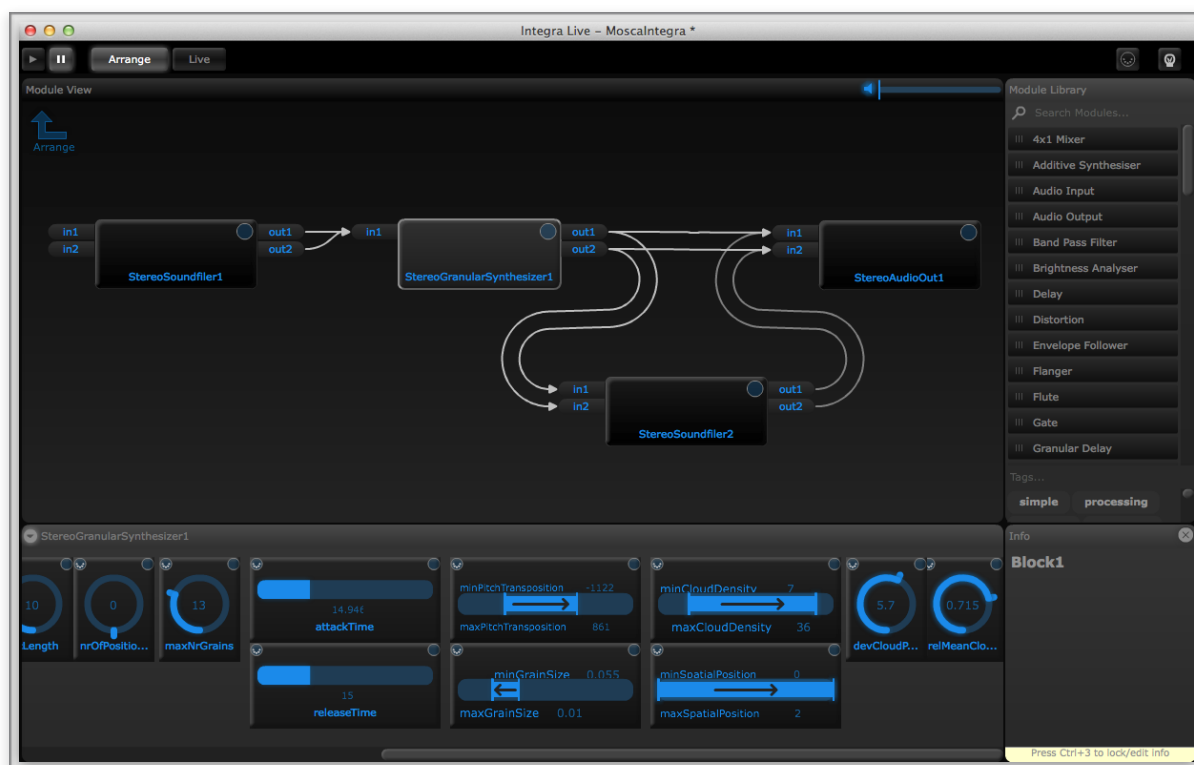 Integra Live – MoscaIntegra *
Arrange
Live
Module View
Arrange
in1
in2
out1
out2
StereoSoundfiler1
in1
out1
out2
StereoGranularSynthesizer1
in1
in2
StereoAudioOut1
in1
in2
out1
out2
StereoSoundfiler2
Module Library
Search Modules...
4x1 Mixer
Additive Synthesiser
Audio Input
Audio Output
Band Pass Filter
Brightness Analyser
Delay
Distortion
Envelope Follower
Flanger
Flute
Gate
Granular Delay
Tags...
simple processing
StereoGranularSynthesizer1
10
Length
0
nrOfPositio...
13
maxNrGrains
14.946
attackTime
15
releaseTime
minPitchTransposition -1122
maxPitchTransposition 861
minGrainSize 0.055
maxGrainSize 0.01
minCloudDensity 7
maxCloudDensity 36
minSpatialPosition 0
maxSpatialPosition 2
5.7
devCloudP...
0.715
relMeanClo...
Info
Block1
Press Ctrl+3 to lock/edit info